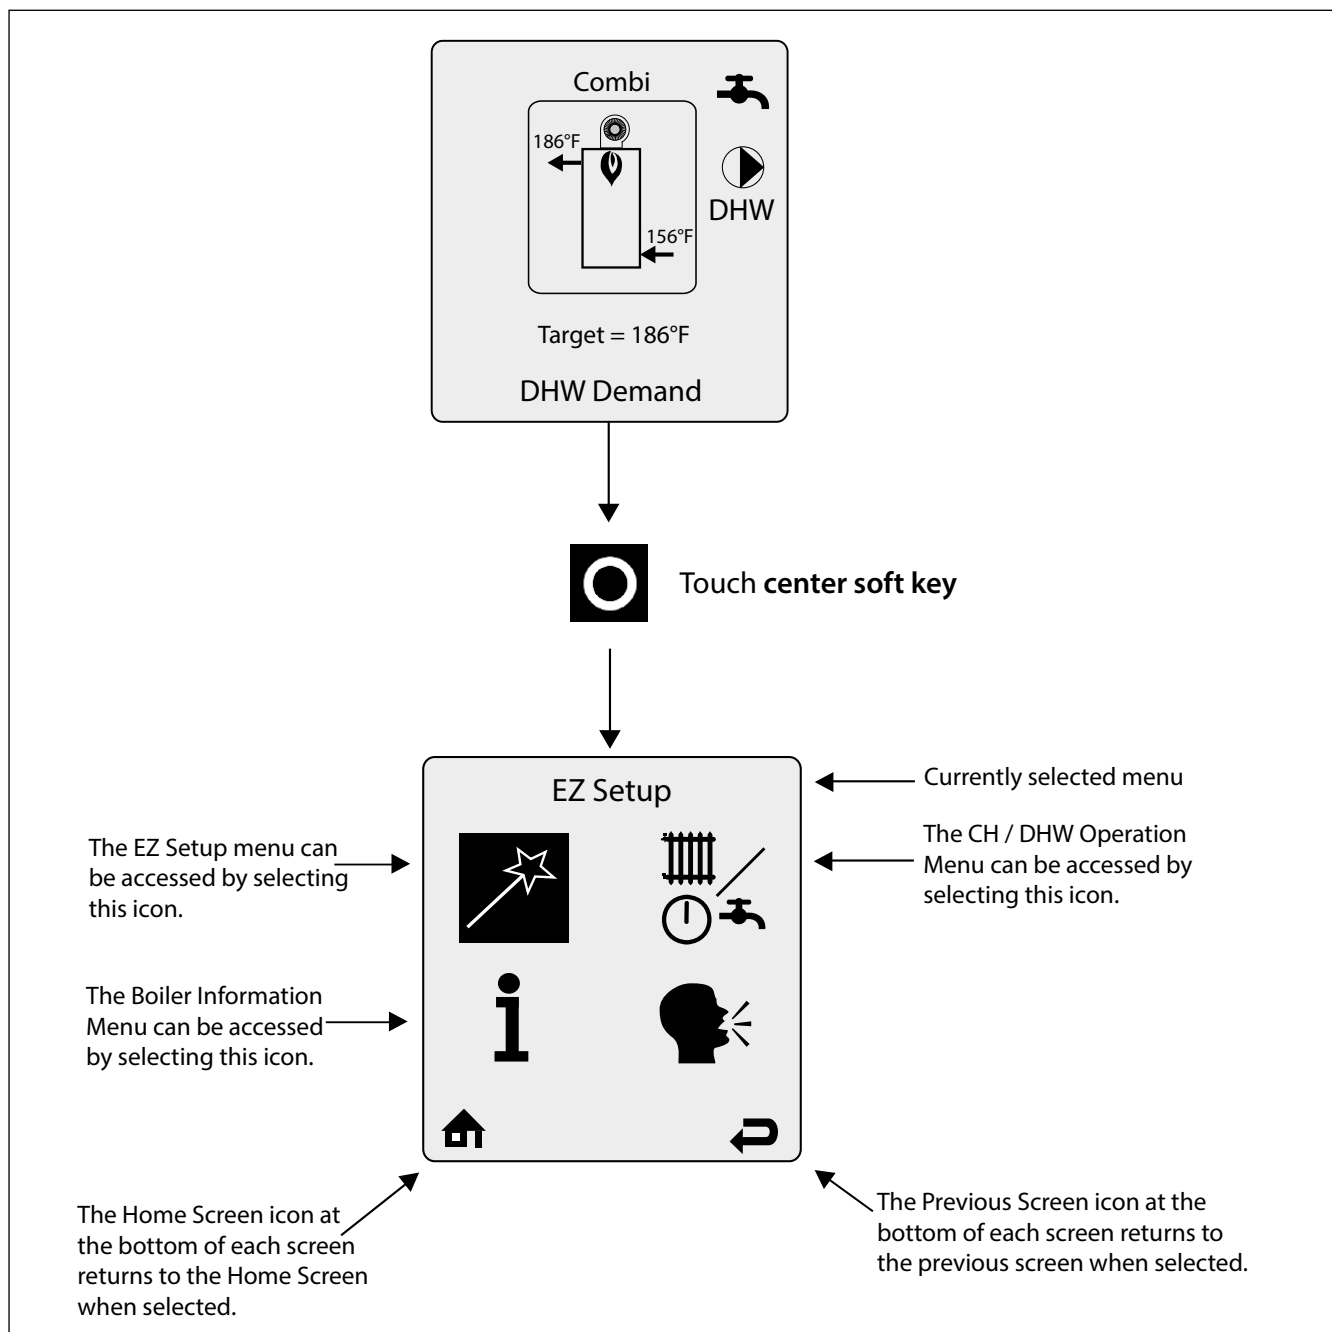 Combi
186°F
156°F
DHW
Target = 186°F
DHW Demand
Touch center soft key
EZ Setup
Currently selected menu
The EZ Setup menu can
be accessed by selecting
this icon.
The CH / DHW Operation
Menu can be accessed by
selecting this icon.
The Boiler Information
Menu can be accessed
by selecting this icon.
The Home Screen icon at
the bottom of each screen
returns to the Home Screen
when selected.
The Previous Screen icon at the
bottom of each screen returns to
the previous screen when selected.